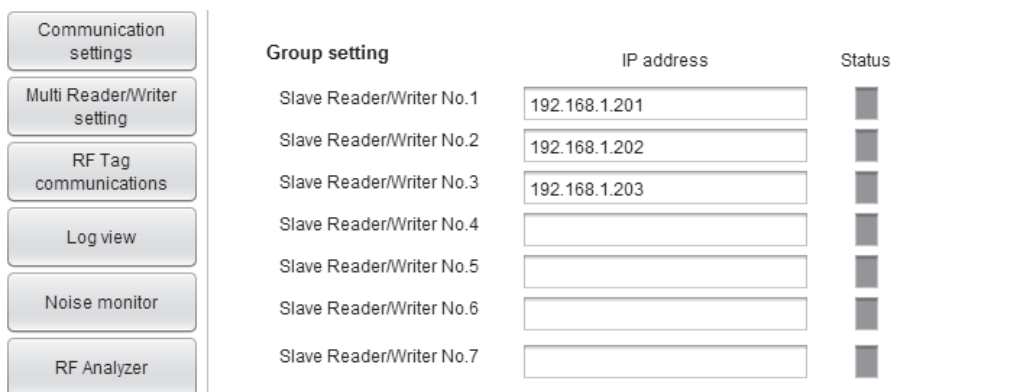 Communication
settings
Multi Reader/Writer
setting
RF Tag
communications
Log view
Noise monitor
RF Analyzer
Group setting
IP address
Status
Slave Reader/Writer No.1
192.168.1.201
Slave Reader/Writer No.2
192.168.1.202
Slave Reader/Writer No.3
192.168.1.203
Slave Reader/Writer No.4
Slave Reader/Writer No.5
Slave Reader/Writer No.6
Slave Reader/Writer No.7